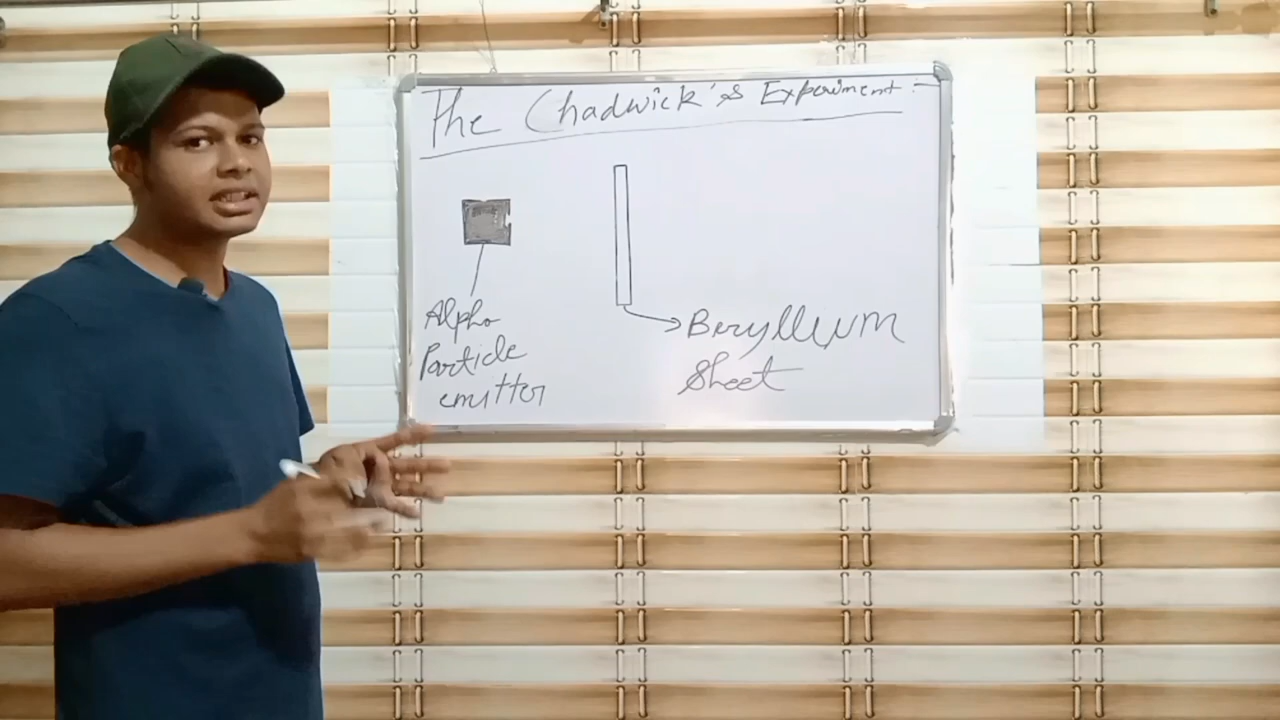 The Chadwick's Experiment :-
Alpha
Particle
emitter
Beryllium
Sheet